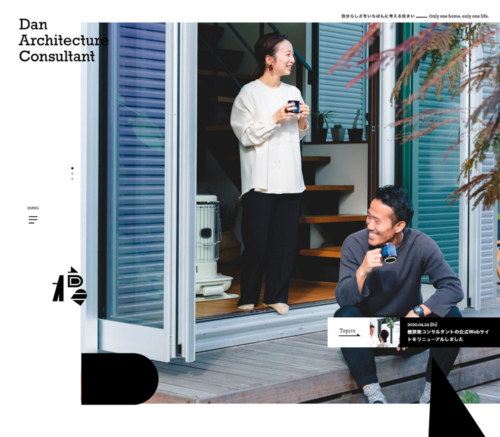 Dan
Architecture
Consultant
自分らしさをいちばんに考える住まい
Only one home, only one life.
menu
Topics
2020.04.24 (fri)
檀建築コンサルタントの公式Webサイ
トをリニューアルしました